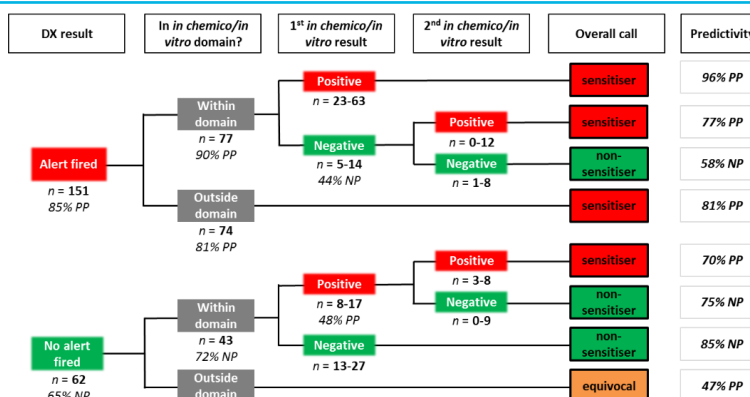 DX result
In in chemico/in
vitro domain?
1st in chemico/in
vitro result
2nd in chemico/in
vitro result
Overall call
Predictivity
Positive
n = 23-63
sensitiser
96% PP
Within
domain
n = 77
90% PP
Positive
n = 0-12
sensitiser
77% PP
Negative
n = 5-14
44% NP
Negative
n = 1-8
non-
sensitiser
58% NP
Alert fired
n = 151
85% PP
Outside
domain
n = 74
81% PP
sensitiser
81% PP
Positive
n = 3-8
sensitiser
70% PP
Positive
n = 8-17
48% PP
Negative
n = 0-9
non-
sensitiser
75% NP
Within
domain
n = 43
72% NP
Negative
n = 13-27
non-
sensitiser
85% NP
No alert
fired
n = 62
65% NP
Outside
domain
equivocal
47% PP